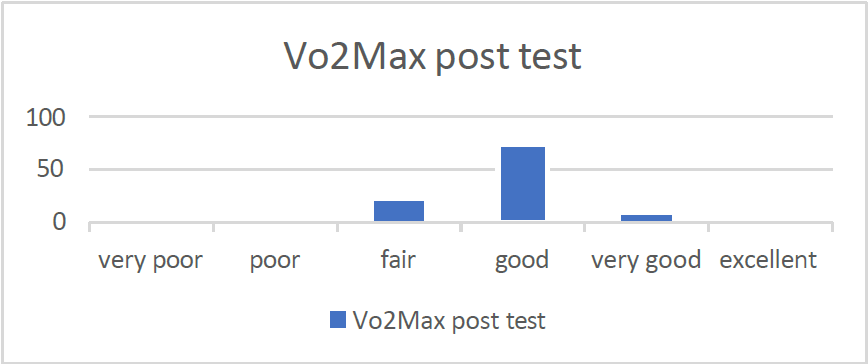 Vo2Max post test
100
50
0
very poor poor fair good very good excellent
Vo2Max post test